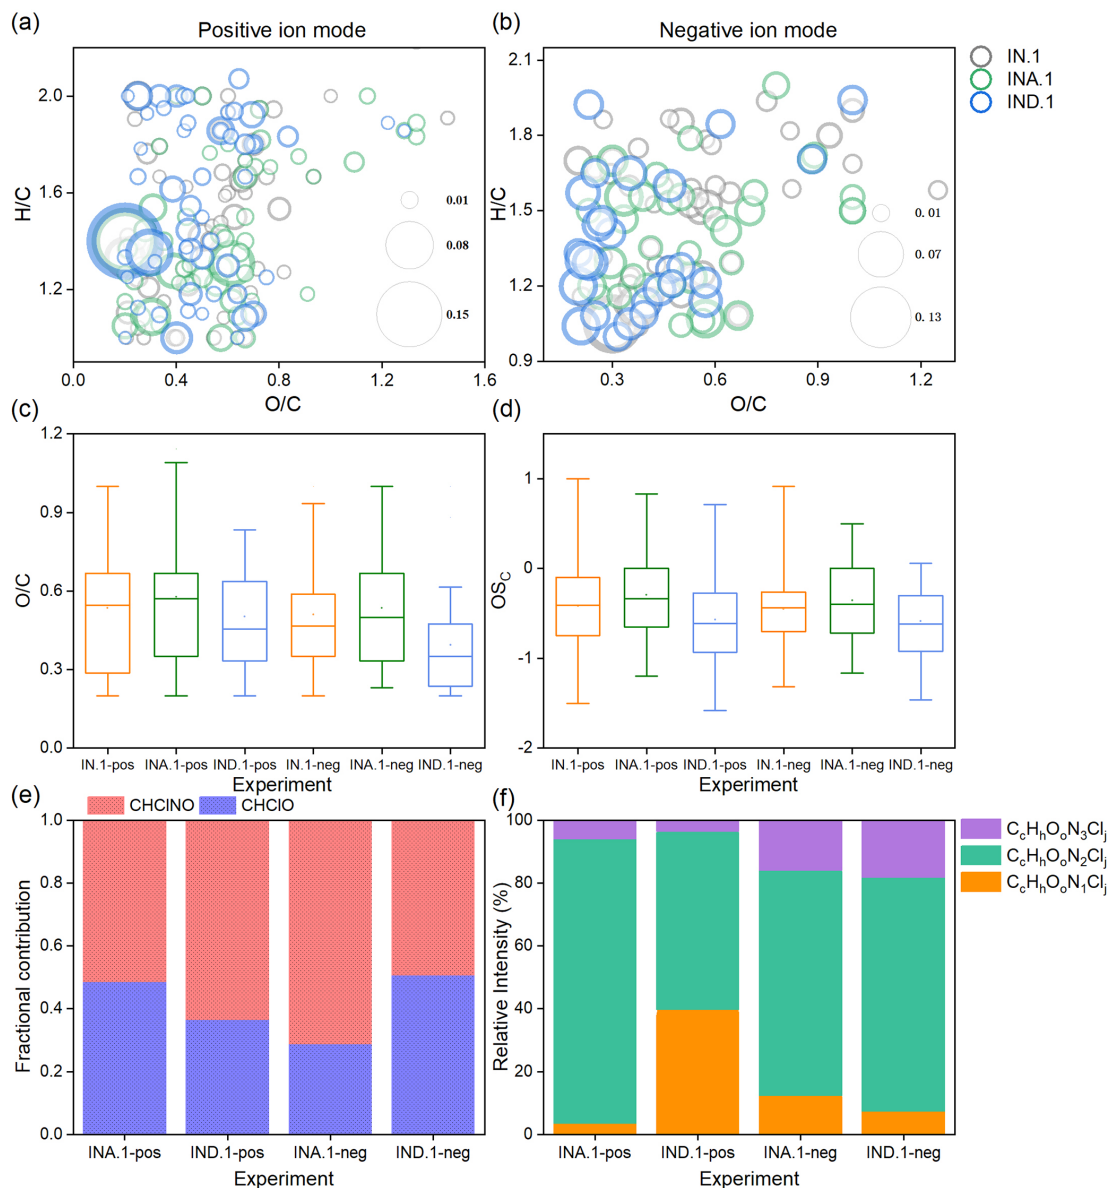 (a) Positive ion mode
H/C
2.0
1.6
1.2
0.01
0.08
0.15
0.0 0.4 0.8 1.2 1.6
O/C
(b) Negative ion mode
H/C
2.1
1.8
1.5
1.2
0.9
0. 01
0. 07
0. 13
0.3 0.6 0.9 1.2
O/C
IN.1
INA.1
IND.1
(c)
O/C
1.2
0.9
0.6
0.3
0.0
IN.1-pos INA.1-pos IND.1-pos IN.1-neg INA.1-neg IND.1-neg
Experiment
(d)
OS_C
1
0
-1
-2
IN.1-pos INA.1-pos IND.1-pos IN.1-neg INA.1-neg IND.1-neg
Experiment
(e) CHClNO CHClO
Fractional contribution
1.0
0.8
0.6
0.4
0.2
0.0
INA.1-pos IND.1-pos INA.1-neg IND.1-neg
Experiment
(f)
Relative Intensity (%)
100
80
60
40
20
0
INA.1-pos IND.1-pos INA.1-neg IND.1-neg
Experiment
C_cH_hO_oN_3Cl_j
C_cH_hO_oN_2Cl_j
C_cH_hO_oN_1Cl_j